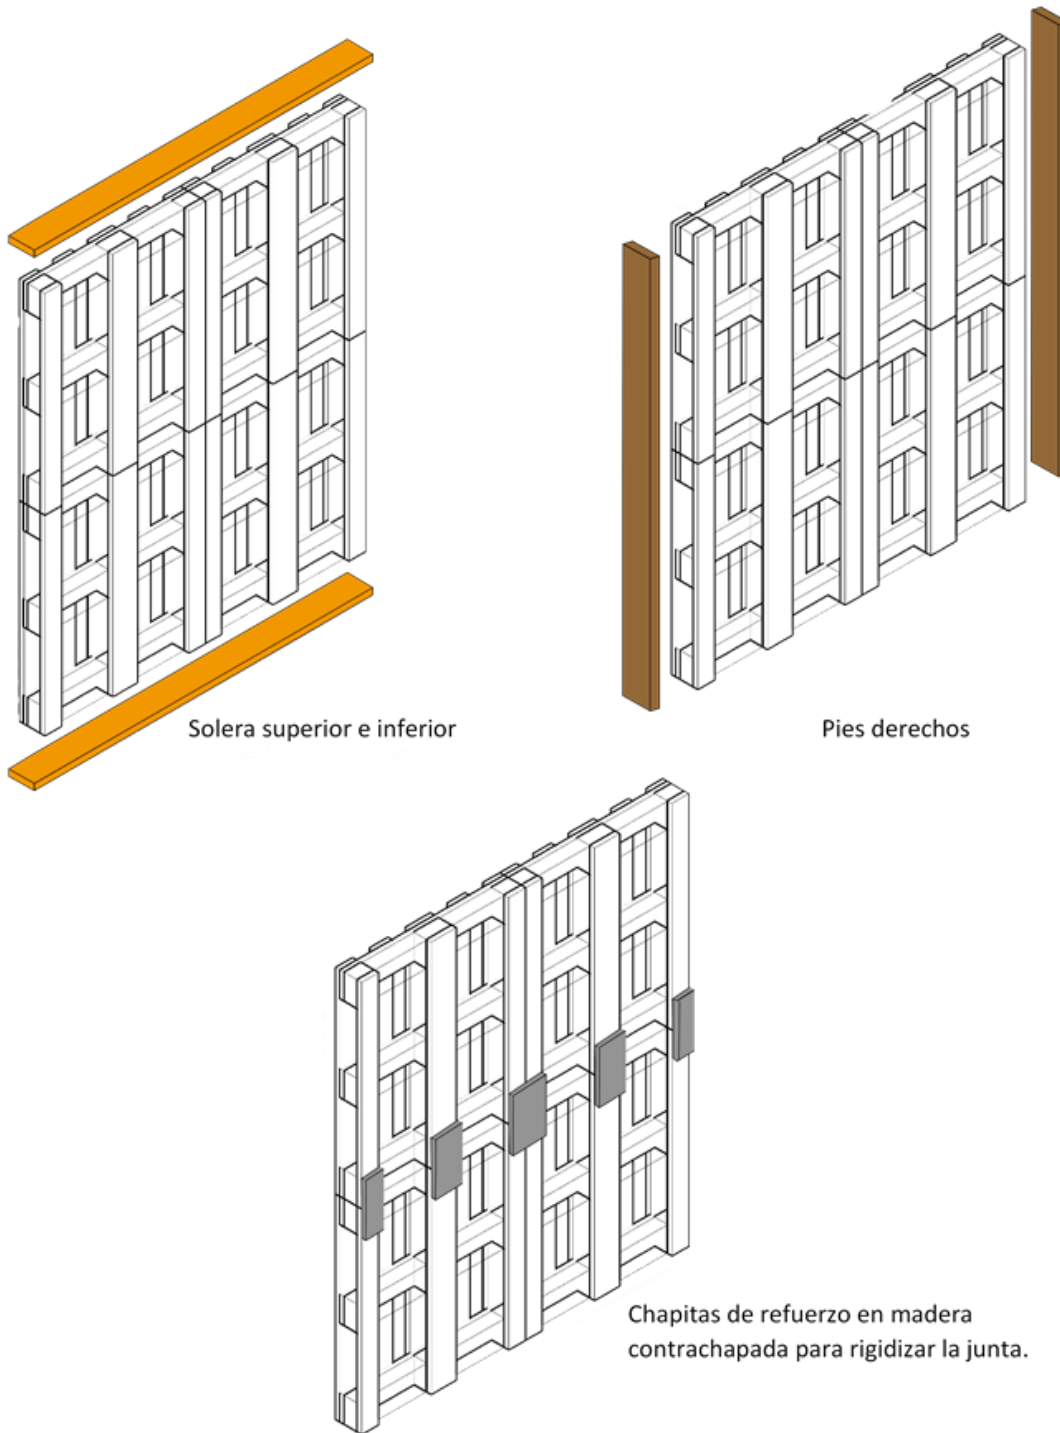 Solera superior e inferior
Pies derechos
Chapitas de refuerzo en madera
contrachapada para rigidizar la junta.